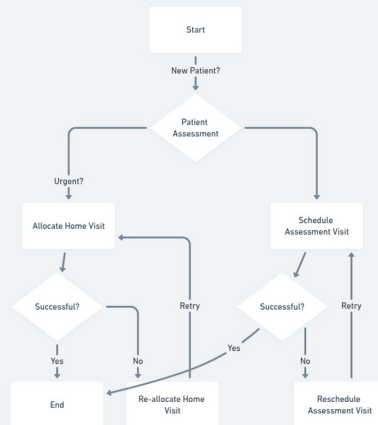 Start
New Patient?
Patient
Assessment
Urgent?
Allocate Home Visit
Schedule
Assessment Visit
Successful?
Retry
Successful?
Retry
Yes
No
Yes
No
End
Re-allocate Home
Visit
Reschedule
Assessment Visit